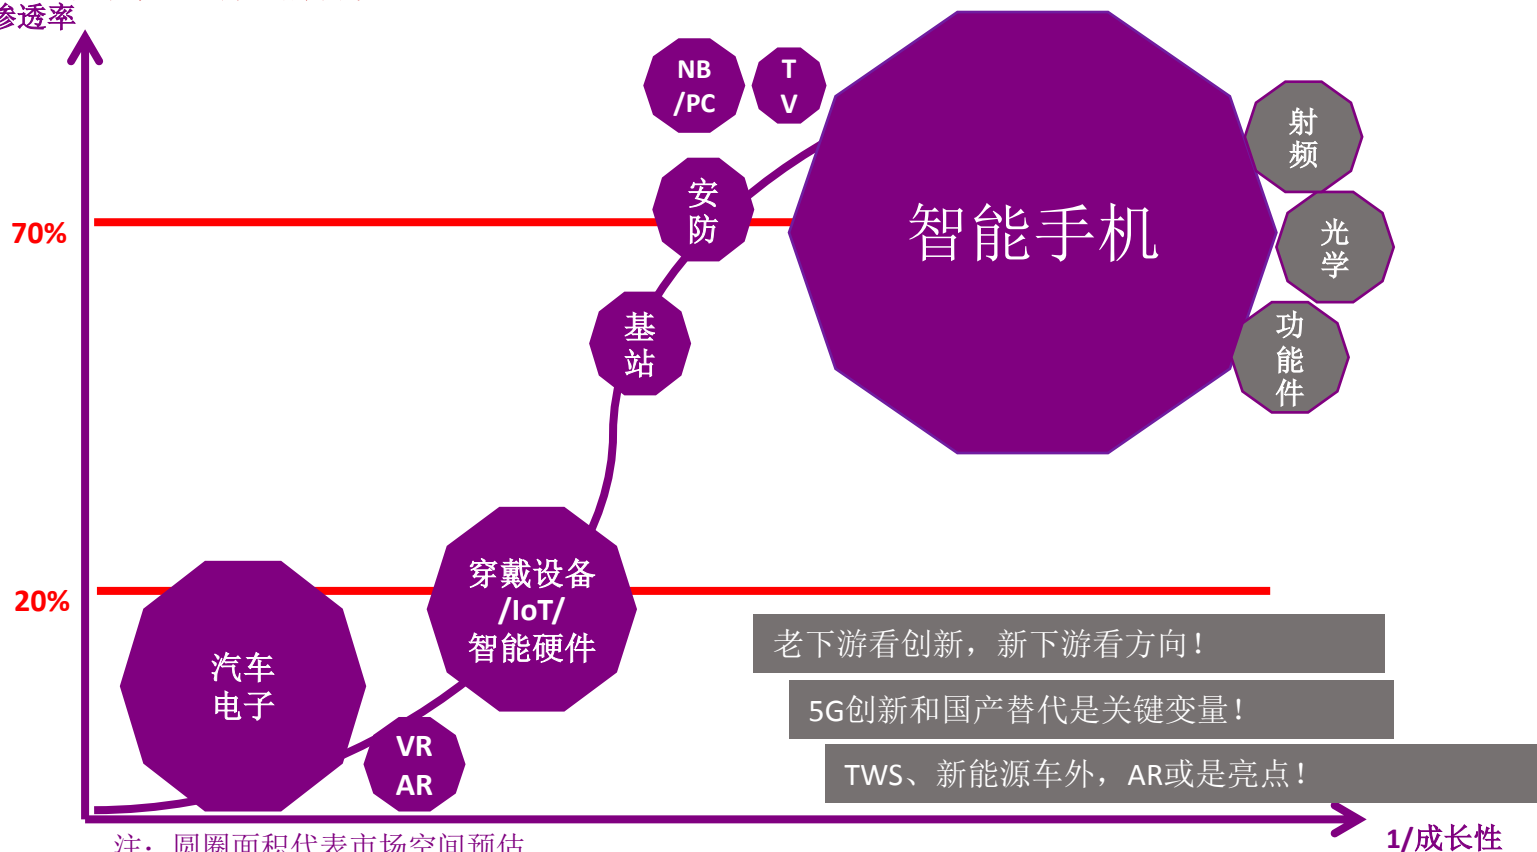 渗透率
NB
/PC
T
V
射
频
安
防
智能手机
光
学
70%
基
站
功
能
件
穿戴设备
/IoT/
智能硬件
20%
老下游看创新，新下游看方向！
汽车
电子
5G创新和国产替代是关键变量！
VR
AR
TWS、新能源车外，AR或是亮点！
1/成长性
注：圆圈面积代表市场空间预估